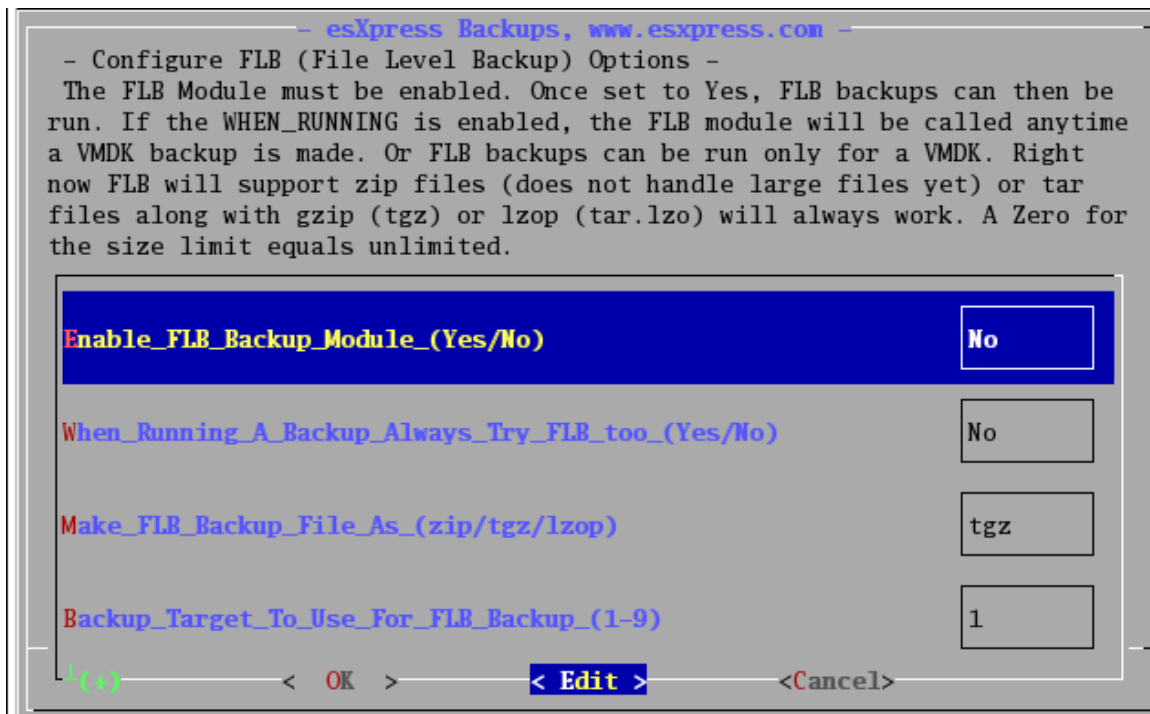 - esXpress Backups, www.esxpress.com -
- Configure FLB (File Level Backup) Options -
The FLB Module must be enabled. Once set to Yes, FLB backups can then be
run. If the WHEN_RUNNING is enabled, the FLB module will be called anytime
a VMDK backup is made. Or FLB backups can be run only for a VMDK. Right
now FLB will support zip files (does not handle large files yet) or tar
files along with gzip (tgz) or lzop (tar.lzo) will always work. A Zero for
the size limit equals unlimited.
Enable_FLB_Backup_Module_(Yes/No) No
When_Running_A_Backup_Always_Try_FLB_too_(Yes/No) No
Make_FLB_Backup_File_As_(zip/tgz/lzop) tgz
Backup_Target_To_Use_For_FLB_Backup_(1-9) 1
(+) < OK > < Edit > <Cancel>